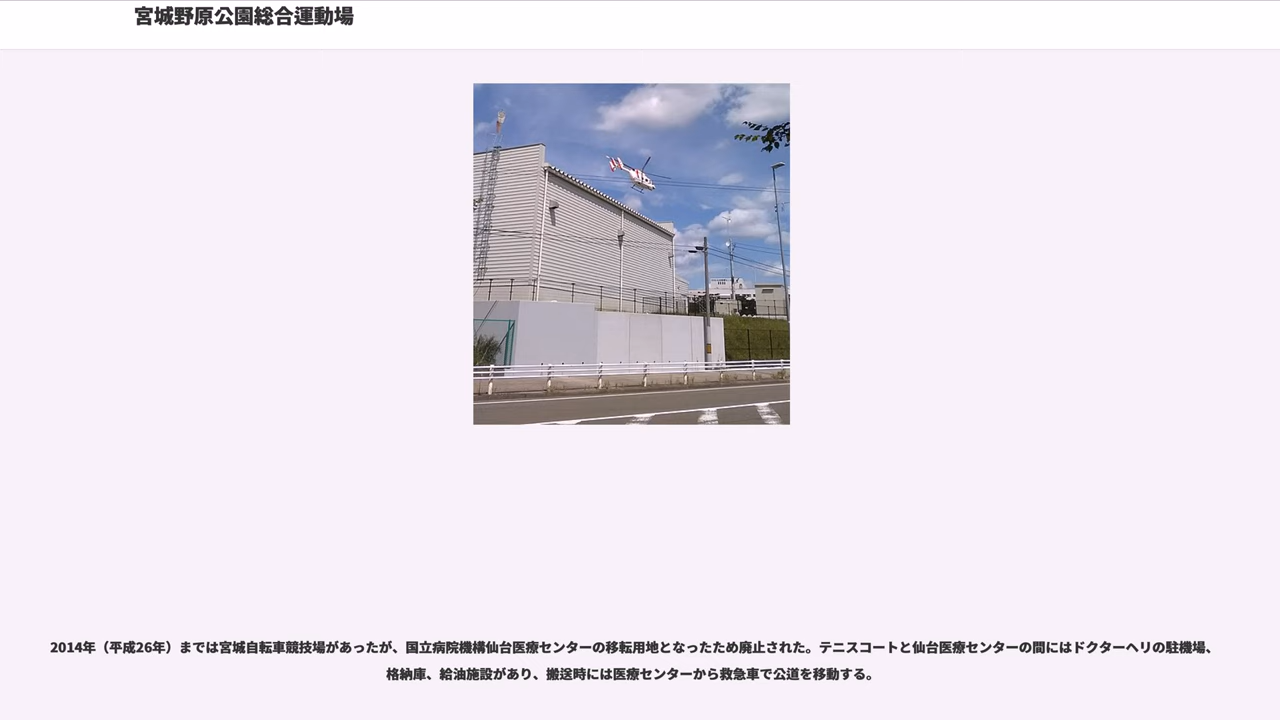 宮城野原公園総合運動場
2014年（平成26年）までは宮城自転車競技場があったが、国立病院機構仙台医療センターの移転用地となったため廃止された。テニスコートと仙台医療センターの間にはドクターヘリの駐機場、
格納庫、給油施設があり、搬送時には医療センターから救急車で公道を移動する。